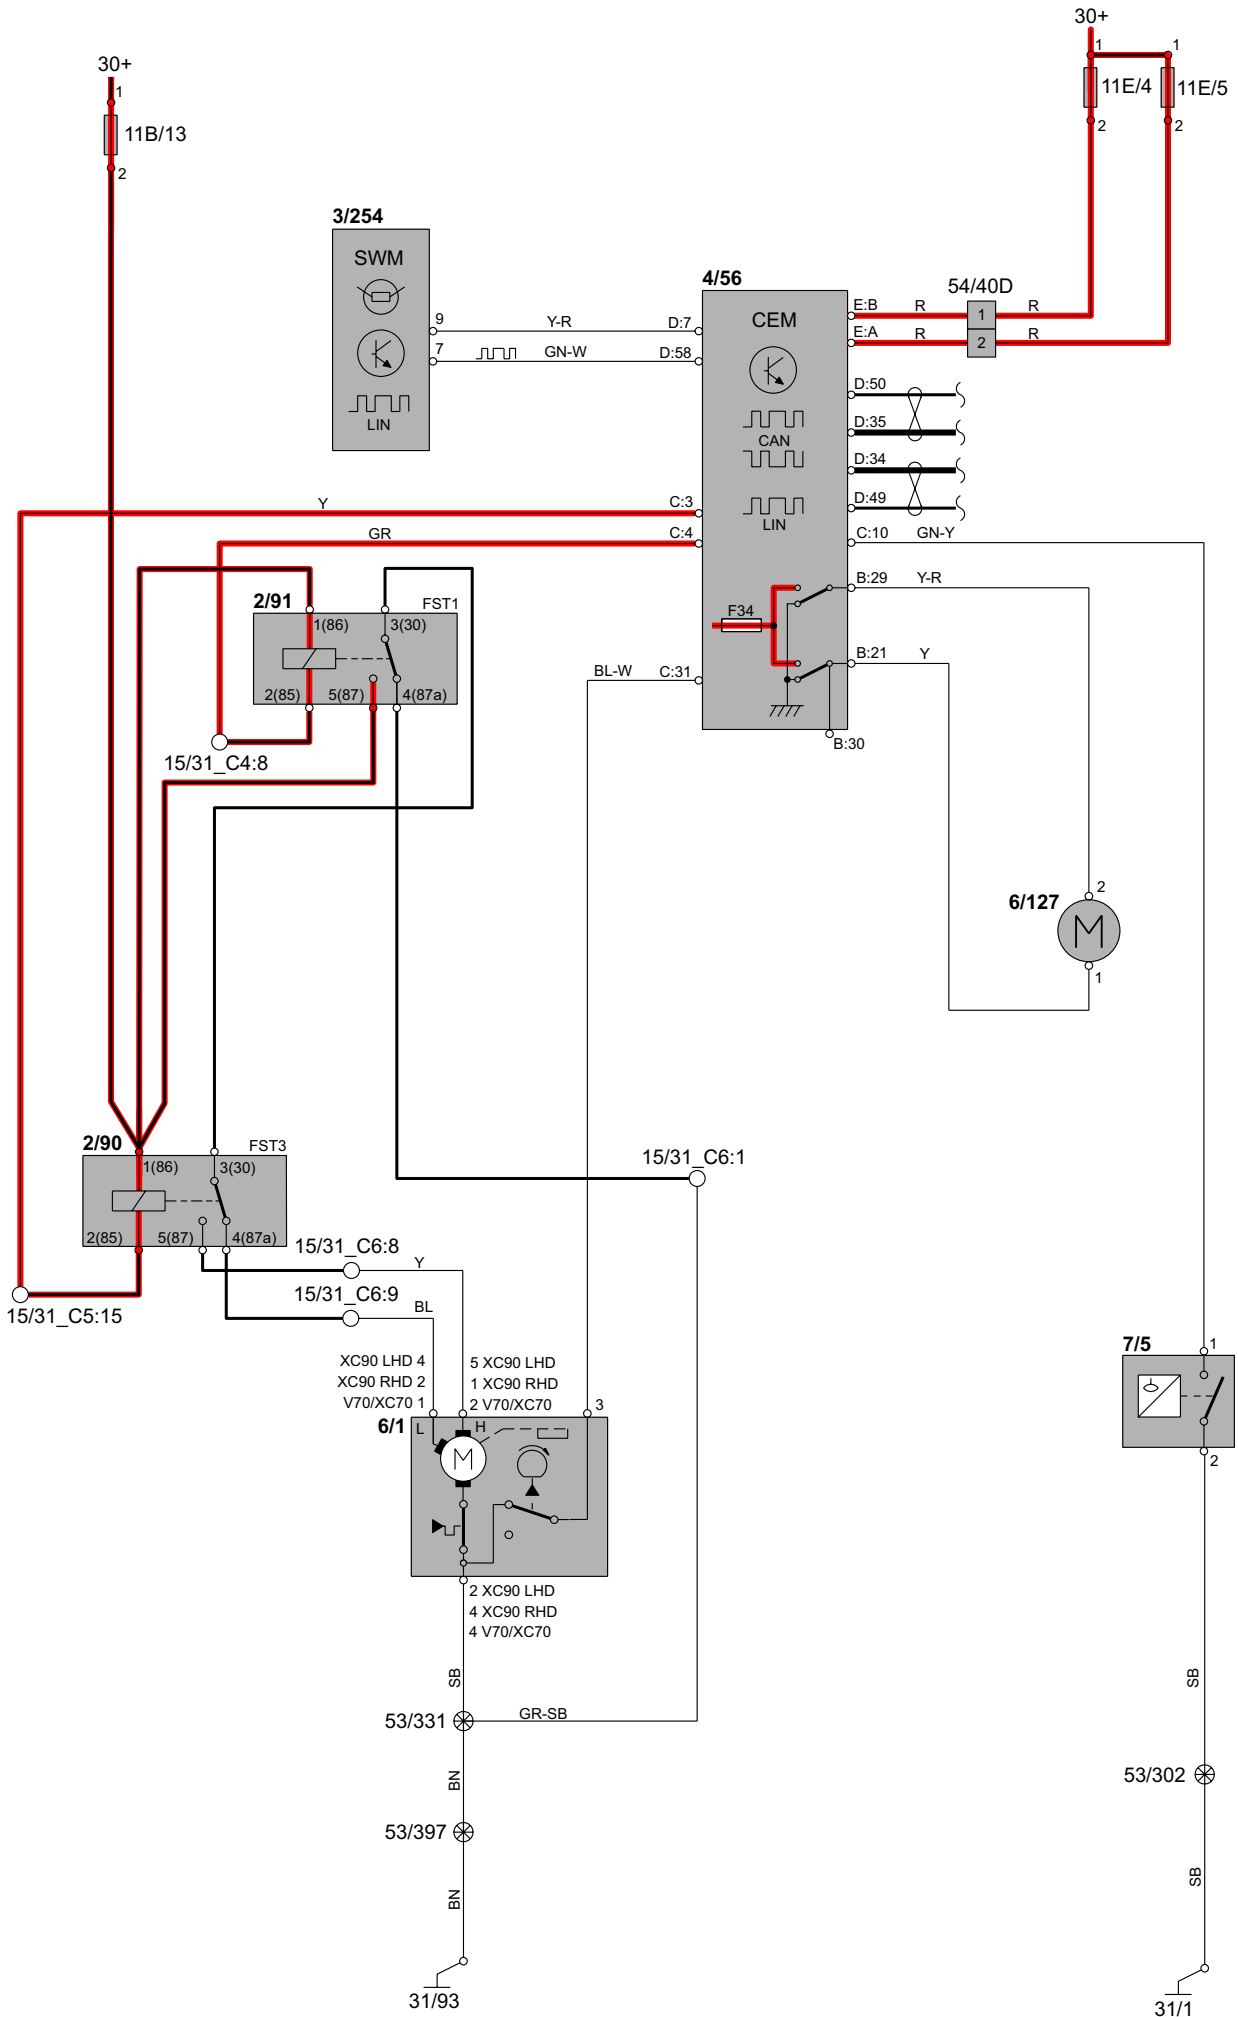 30+
1
1
11E/4
11E/5
2
2
30+
1
11B/13
2
3/254
SWM
LIN
9
Y-R
D:7
7
GN-W
D:58
4/56
CEM
CAN
LIN
E:B
R
54/40D
1
R
E:A
R
2
R
D:50
D:35
D:34
D:49
C:10
GN-Y
Y
C:3
GR
C:4
F34
B:29
Y-R
B:21
Y
BL-W
C:31
B:30
2/91
FST1
1(86)
3(30)
2(85)
5(87)
4(87a)
15/31_C4:8
6/127
2
M
1
2/90
FST3
1(86)
3(30)
2(85)
5(87)
4(87a)
15/31_C6:1
15/31_C6:8
Y
15/31_C6:9
BL
15/31_C5:15
XC90 LHD 4
5 XC90 LHD
XC90 RHD 2
1 XC90 RHD
V70/XC70 1
2 V70/XC70
3
6/1
L
H
M
2 XC90 LHD
4 XC90 RHD
4 V70/XC70
7/5
1
2
SB
53/331
GR-SB
BN
53/397
BN
31/93
SB
53/302
SB
31/1